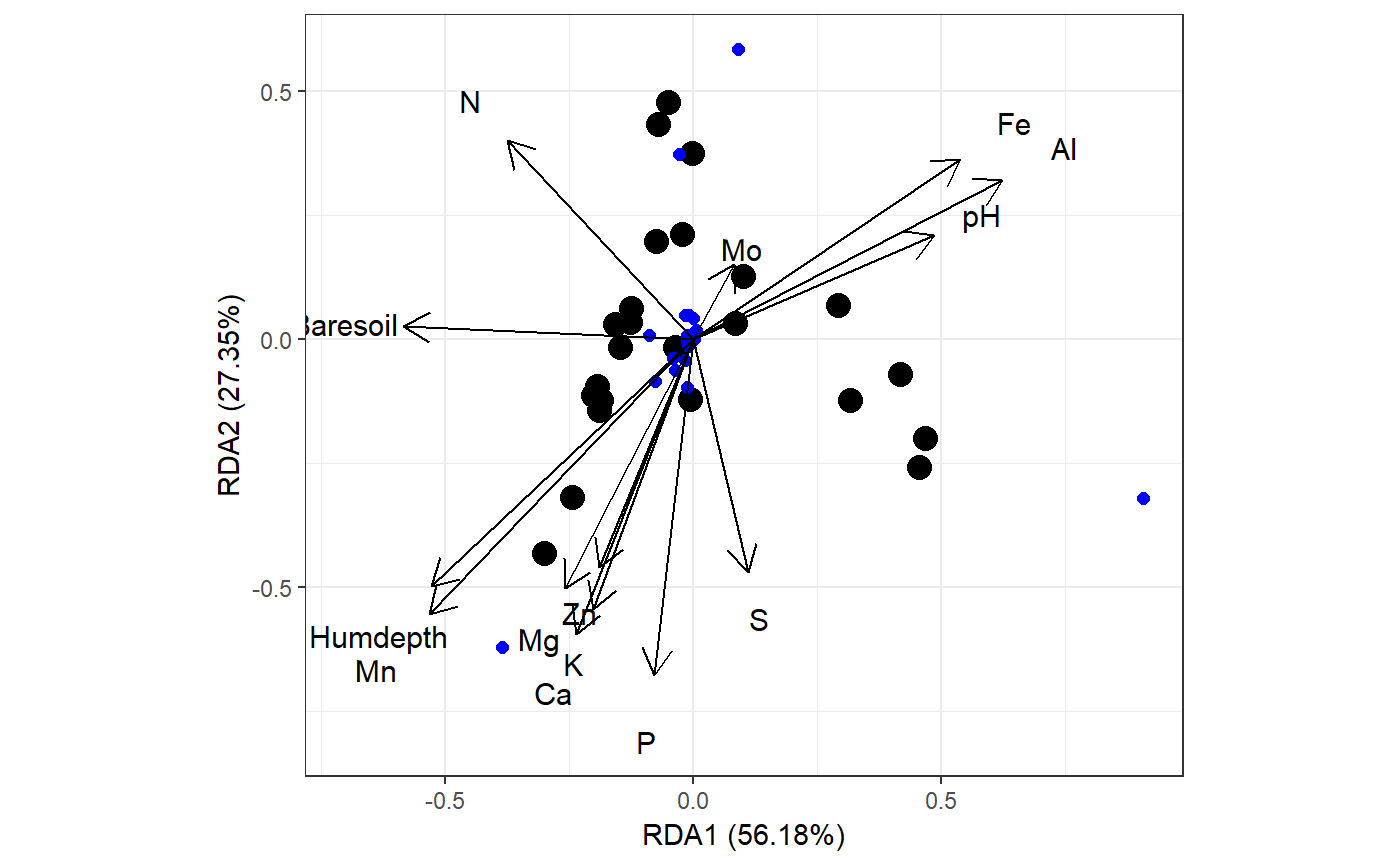 0.5
0.0
-0.5
RDA2 (27.35%)
N
Fe
Al
pH
Mo
Baresoil
Zn
S
Humdepth
Mg
Mn
K
Ca
P
-0.5
0.0
0.5
RDA1 (56.18%)